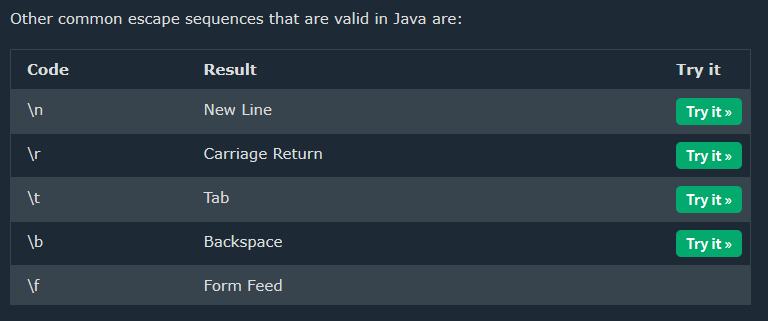 Other common escape sequences that are valid in Java are:
Code Result Try it
\n New Line Try it »
\r Carriage Return Try it »
\t Tab Try it »
\b Backspace Try it »
\f Form Feed